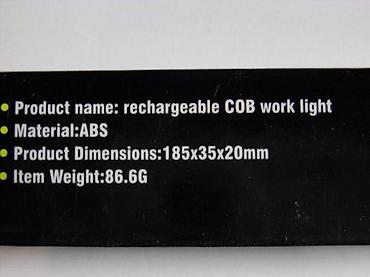 • Product name: rechargeable COB work light
• Material:ABS
• Product Dimensions:185x35x20mm
• Item Weight:86.6G